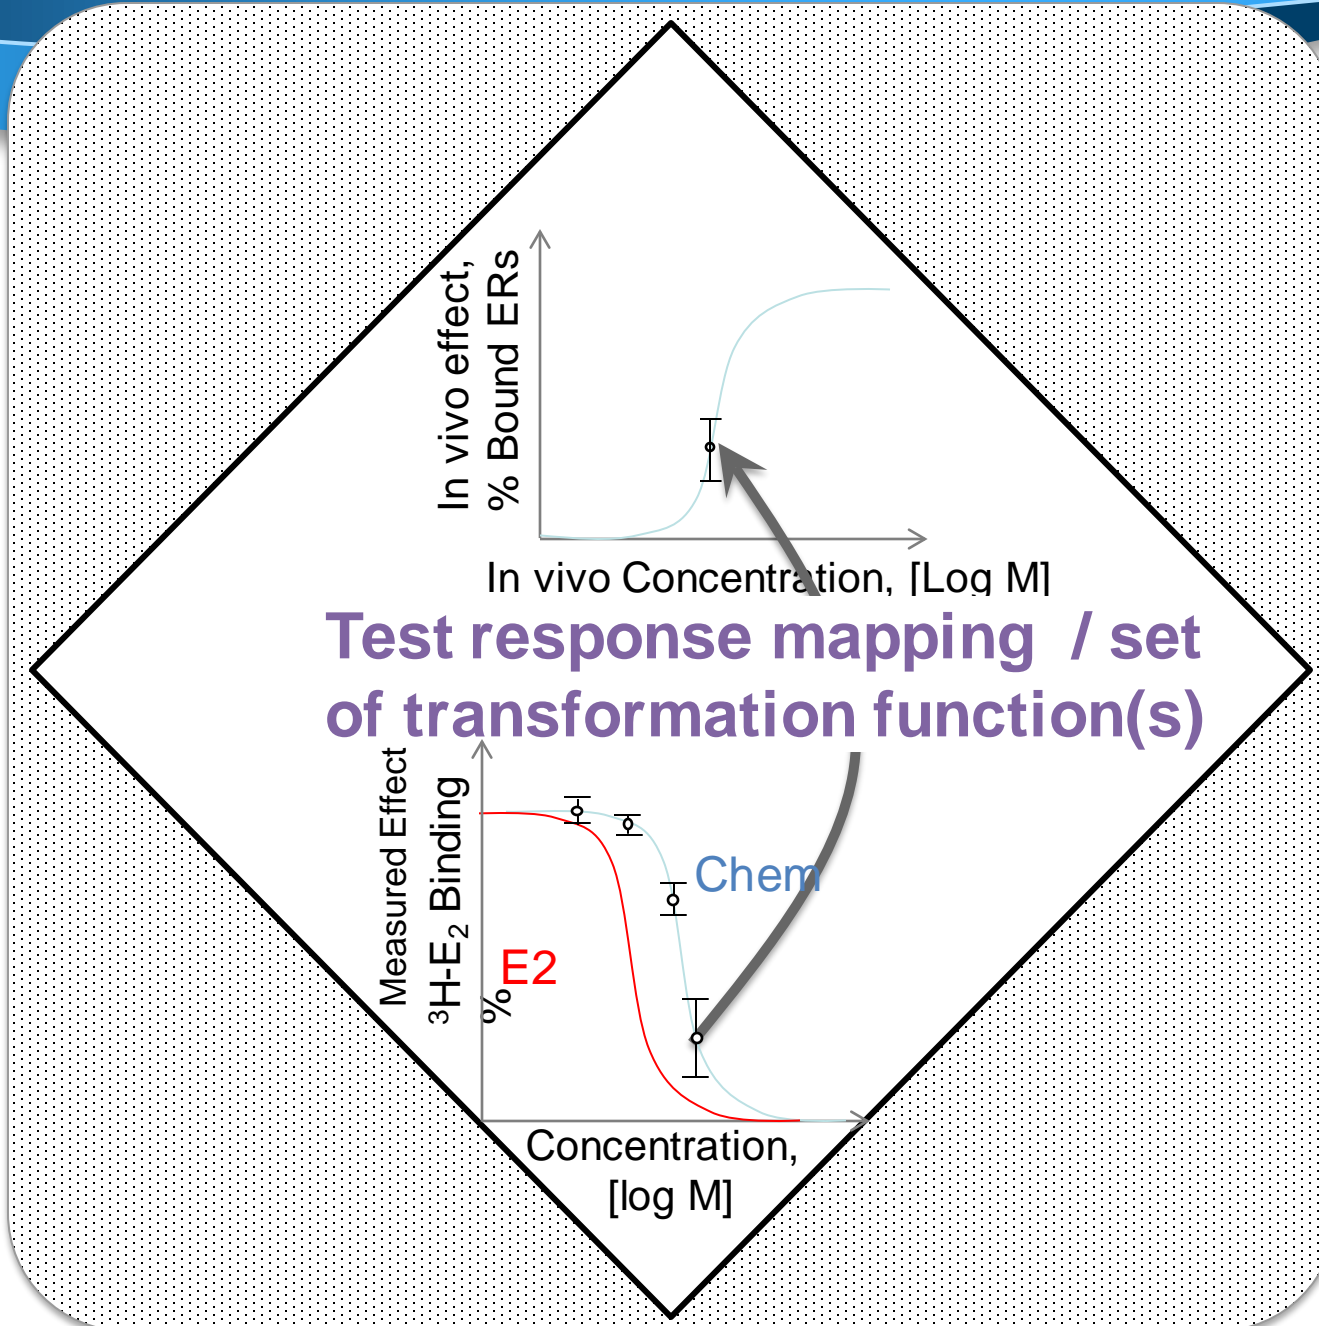 In vivo effect,
% Bound ERs
In vivo Concentration, [Log M]
Test response mapping / set
of transformation function(s)
Measured Effect
³H-E₂ Binding
%
Chem
E2
Concentration,
[log M]